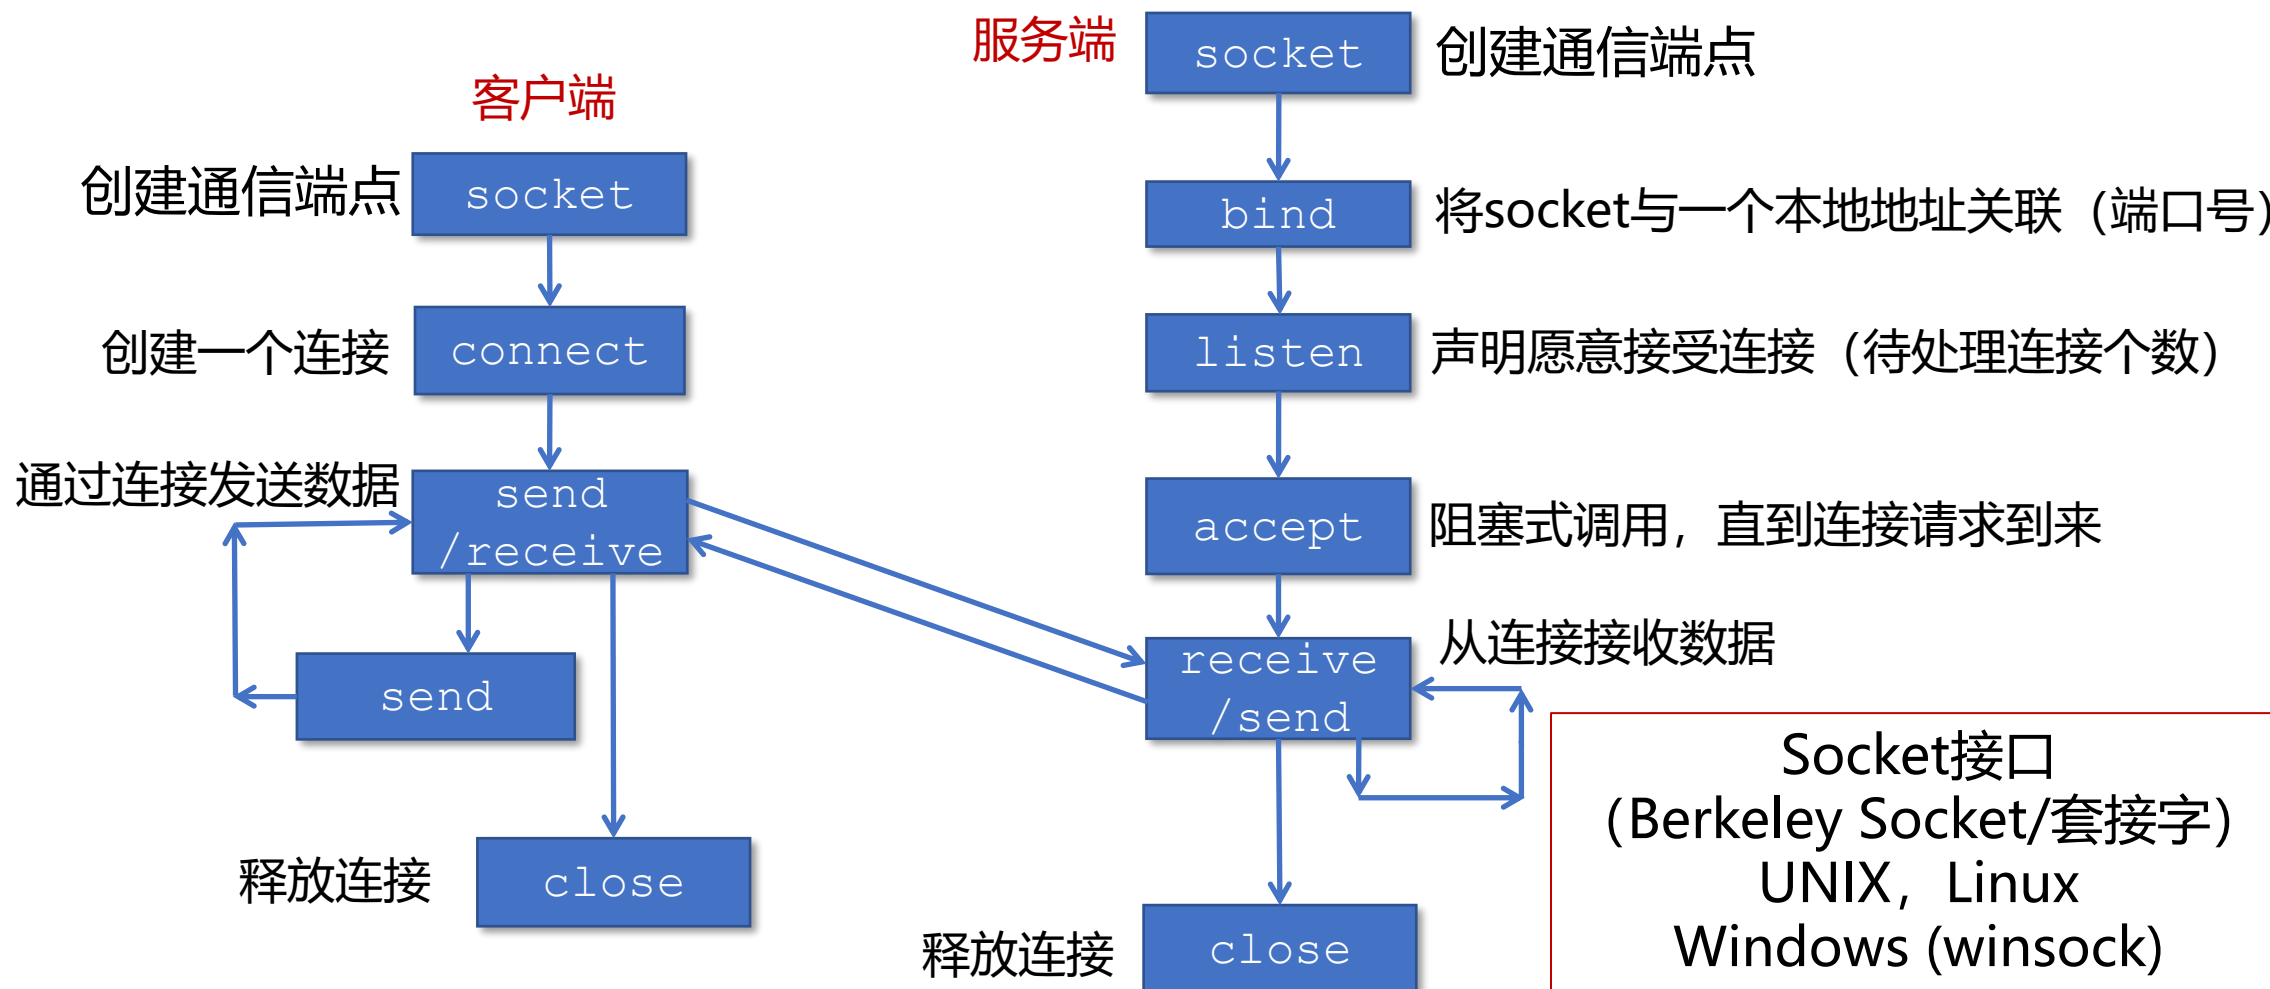 客户端
创建通信端点
socket
创建一个连接
connect
通过连接发送数据
send
/receive
send
释放连接
close
服务端
socket
创建通信端点
bind
将socket与一个本地地址关联（端口号）
listen
声明愿意接受连接（待处理连接个数）
accept
阻塞式调用，直到连接请求到来
receive
/send
从连接接收数据
释放连接
close
Socket接口
（Berkeley Socket/套接字）
UNIX，Linux
Windows (winsock)